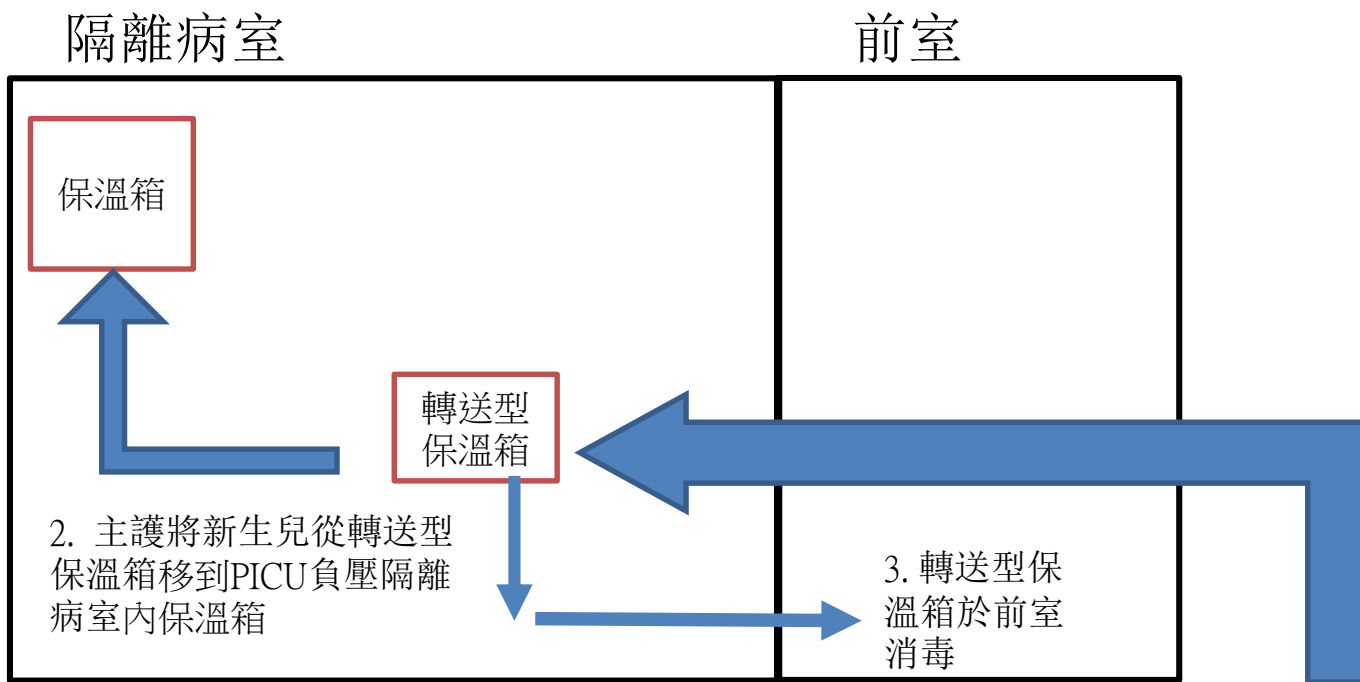 隔離病室
前室
保溫箱
轉送型
保溫箱
2. 主護將新生兒從轉送型
保溫箱移到PICU負壓隔離
病室內保溫箱
3. 轉送型保
溫箱於前室
消毒